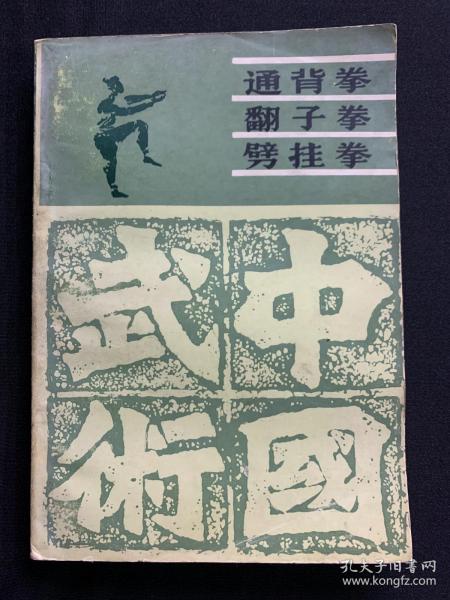 通背拳
翻子拳
劈挂拳
中國
武術
孔夫子旧书网
www.kongfz.com